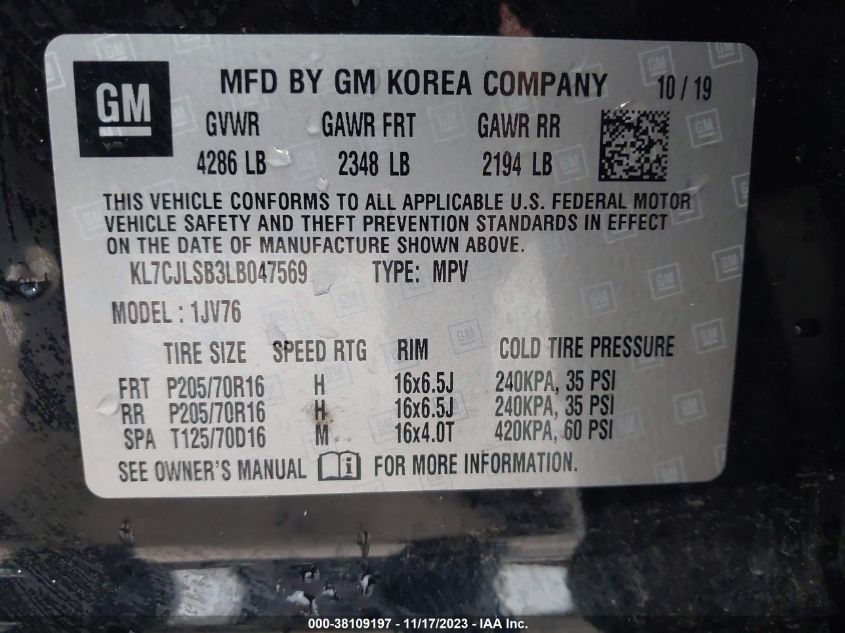 GM
MFD BY GM KOREA COMPANY 10 / 19
GVWR GAWR FRT GAWR RR
4286 LB 2348 LB 2194 LB
THIS VEHICLE CONFORMS TO ALL APPLICABLE U.S. FEDERAL MOTOR
VEHICLE SAFETY AND THEFT PREVENTION STANDARDS IN EFFECT
ON THE DATE OF MANUFACTURE SHOWN ABOVE.
KL7CJLSB3LB047569 TYPE: MPV
MODEL : 1JV76
TIRE SIZE SPEED RTG RIM COLD TIRE PRESSURE
FRT P205/70R16 H 16x6.5J 240KPA, 35 PSI
RR P205/70R16 H 16x6.5J 240KPA, 35 PSI
SPA T125/70D16 M 16x4.0T 420KPA, 60 PSI
SEE OWNER'S MANUAL FOR MORE INFORMATION.
000-38109197 - 11/17/2023 - IAA Inc.